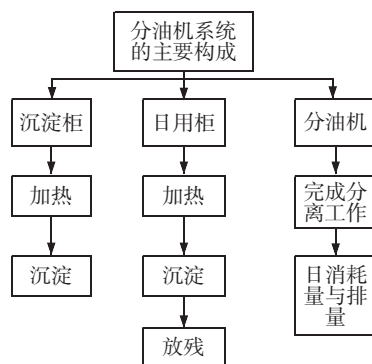 分油机系统
的主要构成
沉淀柜
日用柜
分油机
加热
加热
完成分
离工作
沉淀
沉淀
日消耗
量与排
量
放残